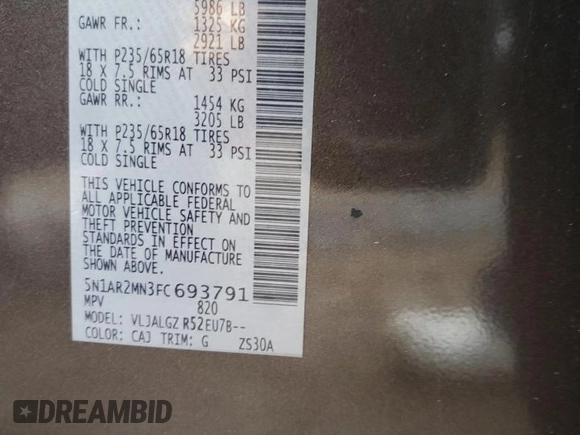 5986 LB
GAWR FR.: 1325 KG
2921 LB
WITH P235/65R18 TIRES
18 X 7.5 RIMS AT 33 PSI
COLD SINGLE
GAWR RR.: 1454 KG
3205 LB
WITH P235/65R18 TIRES
18 X 7.5 RIMS AT 33 PSI
COLD SINGLE
THIS VEHICLE CONFORMS TO
ALL APPLICABLE FEDERAL
MOTOR VEHICLE SAFETY AND
THEFT PREVENTION
STANDARDS IN EFFECT ON
THE DATE OF MANUFACTURE
SHOWN ABOVE.
5N1AR2MN3FC693791
MPV 820
MODEL: VLJALGZ R52EU7B--
COLOR: CAJ TRIM: G ZS30A
DREAMBID